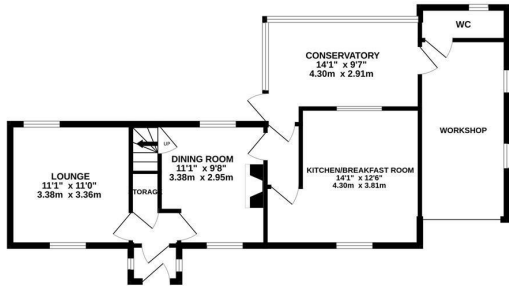 WC
CONSERVATORY
14'1" x 9'7"
4.30m x 2.91m
WORKSHOP
UP
DINING ROOM
11'1" x 9'8"
3.38m x 2.95m
LOUNGE
11'1" x 11'0"
3.38m x 3.36m
TORAG
KITCHEN/BREAKFAST ROOM
14'1" x 12'6"
4.30m x 3.81m